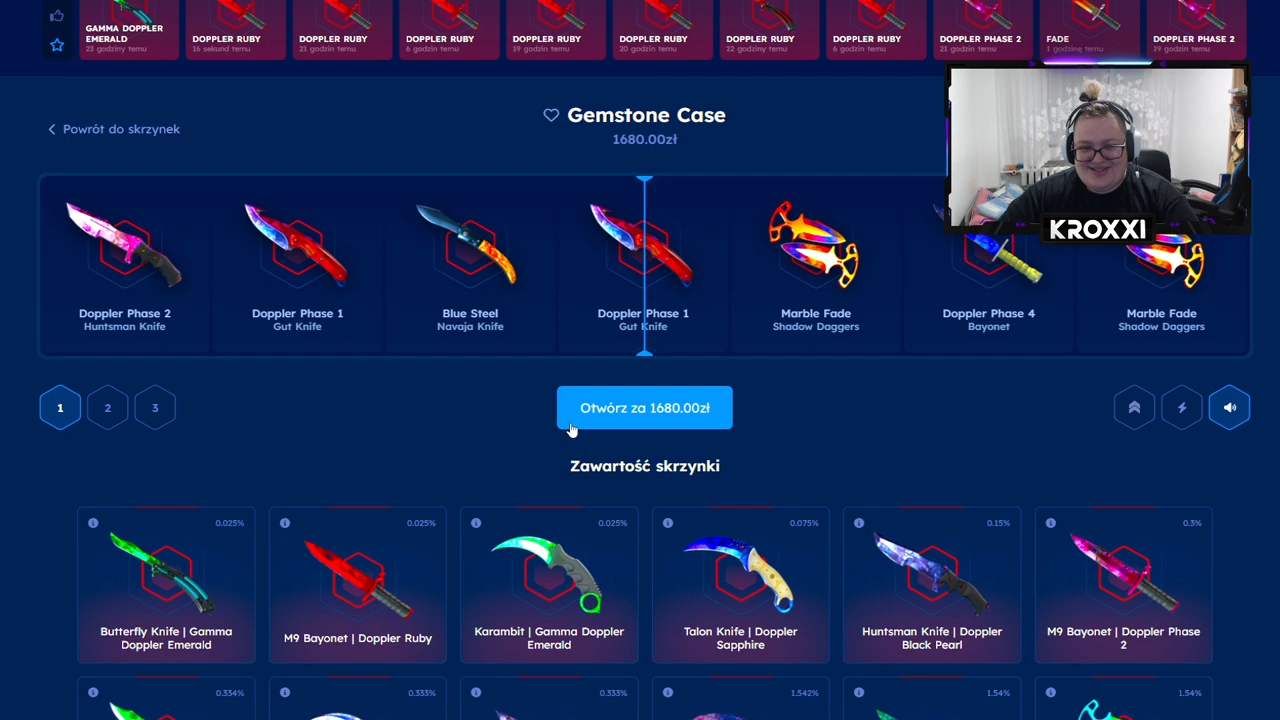 GAMMA DOPPLER
EMERALD
23 godziny temu
DOPPLER RUBY
16 sekund temu
DOPPLER RUBY
21 godzin temu
DOPPLER RUBY
6 godzin temu
DOPPLER RUBY
19 godzin temu
DOPPLER RUBY
20 godzin temu
DOPPLER RUBY
22 godziny temu
DOPPLER RUBY
6 godzin temu
DOPPLER PHASE 2
21 godzin temu
FADE
1 godzinę temu
DOPPLER PHASE 2
19 godzin temu
Powrót do skrzynek
Gemstone Case
1680.00zł
KROXXI
Doppler Phase 2
Huntsman Knife
Doppler Phase 1
Gut Knife
Blue Steel
Navaja Knife
Doppler Phase 1
Gut Knife
Marble Fade
Shadow Daggers
Doppler Phase 4
Bayonet
Marble Fade
Shadow Daggers
1
2
3
Otwórz za 1680.00zł
Zawartość skrzynki
0.025%
Butterfly Knife | Gamma
Doppler Emerald
0.025%
M9 Bayonet | Doppler Ruby
0.025%
Karambit | Gamma Doppler
Emerald
0.075%
Talon Knife | Doppler
Sapphire
0.15%
Huntsman Knife | Doppler
Black Pearl
0.3%
M9 Bayonet | Doppler Phase
2
0.334%
0.333%
0.333%
1.542%
1.54%
1.54%